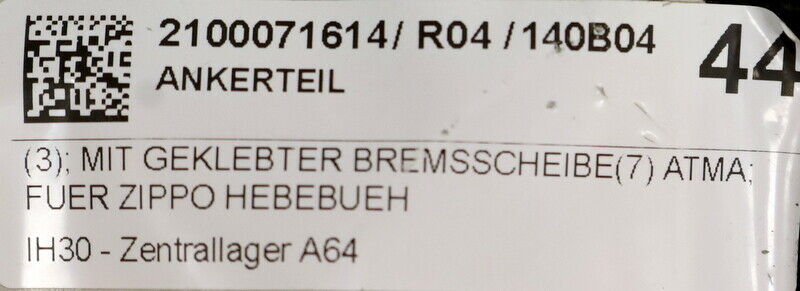 2100071614/ R04 /140B04
44
ANKERTEIL
(3); MIT GEKLEBTER BREMSSCHEIBE(7) ATMA;
FUER ZIPPO HEBEBUEH
IH30 - Zentrallager A64